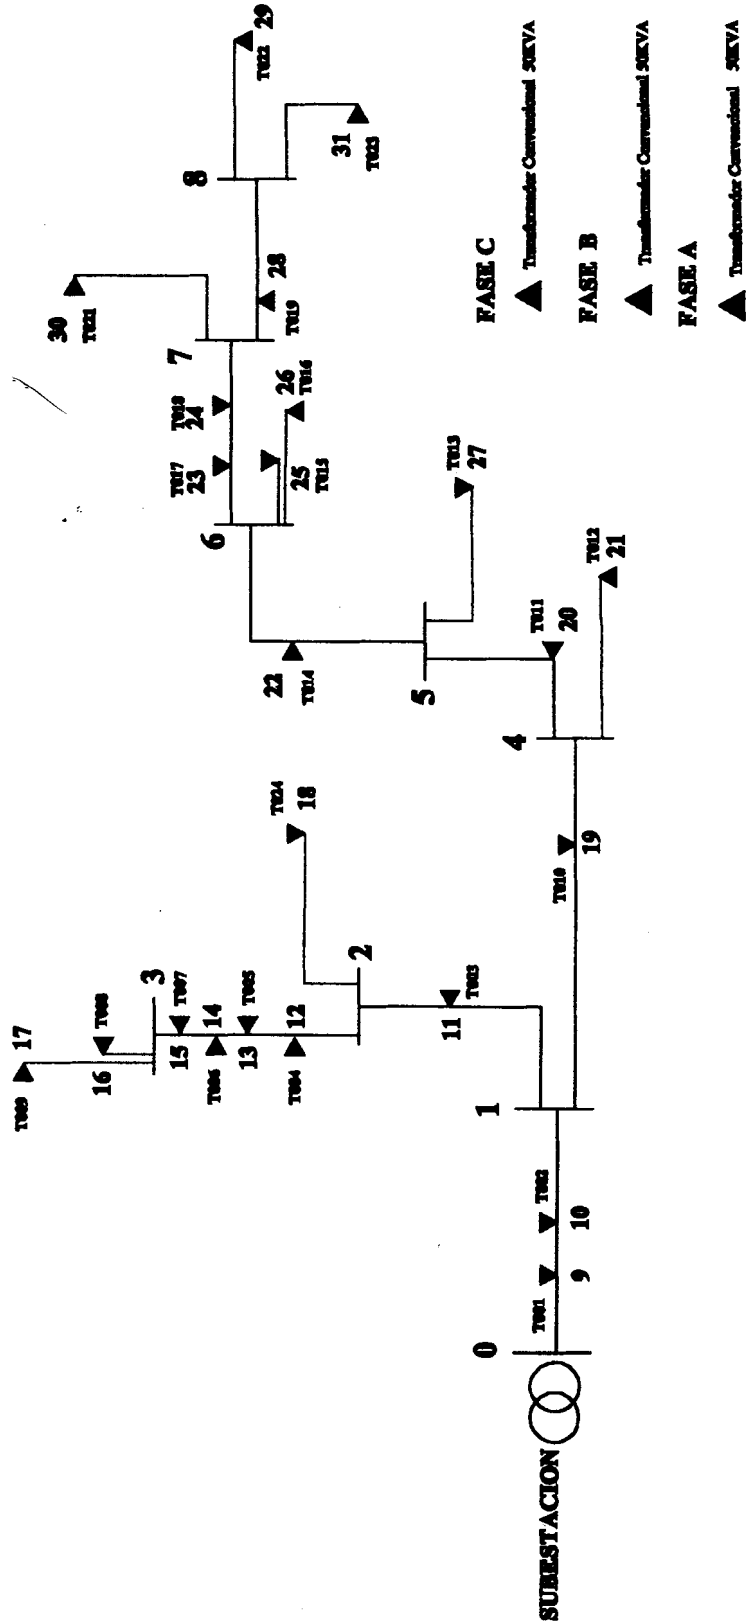 SUBESTACION
0
T001
9
T002
10
1
11
T003
2
T024
18
12
T004
T005
13
14
T006
T007
15
3
T008
16
T009
17
T010
19
4
T011
20
T012
21
5
T013
27
22
T014
6
T017
23
T018
24
25
T015
26
T016
7
30
T021
28
T019
8
31
T023
T022
29
FASE C
Transformador Convencional 50KVA
FASE B
Transformador Convencional 50KVA
FASE A
Transformador Convencional 50KVA